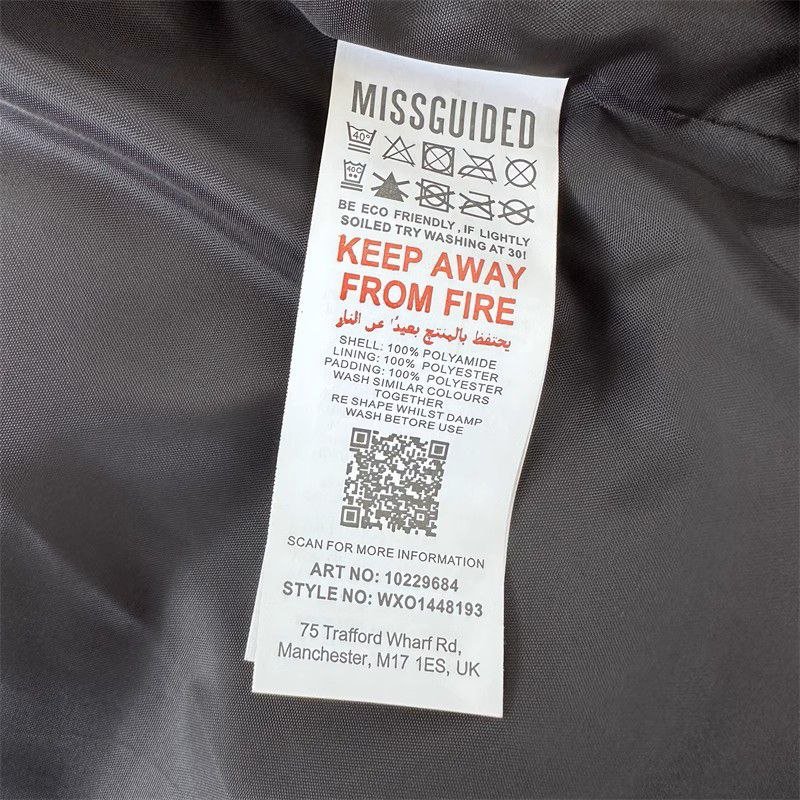 MISSGUIDED
40°
40C
BE ECO FRIENDLY, IF LIGHTLY
SOILED TRY WASHING AT 30!
KEEP AWAY
FROM FIRE
يحتفظ بالمنتج بعيداً عن النار
SHELL: 100% POLYAMIDE
LINING: 100% POLYESTER
PADDING: 100% POLYESTER
WASH SIMILAR COLOURS
TOGETHER
RE SHAPE WHILST DAMP
WASH BETORE USE
SCAN FOR MORE INFORMATION
ART NO: 10229684
STYLE NO: WXO1448193
75 Trafford Wharf Rd,
Manchester, M17 1ES, UK